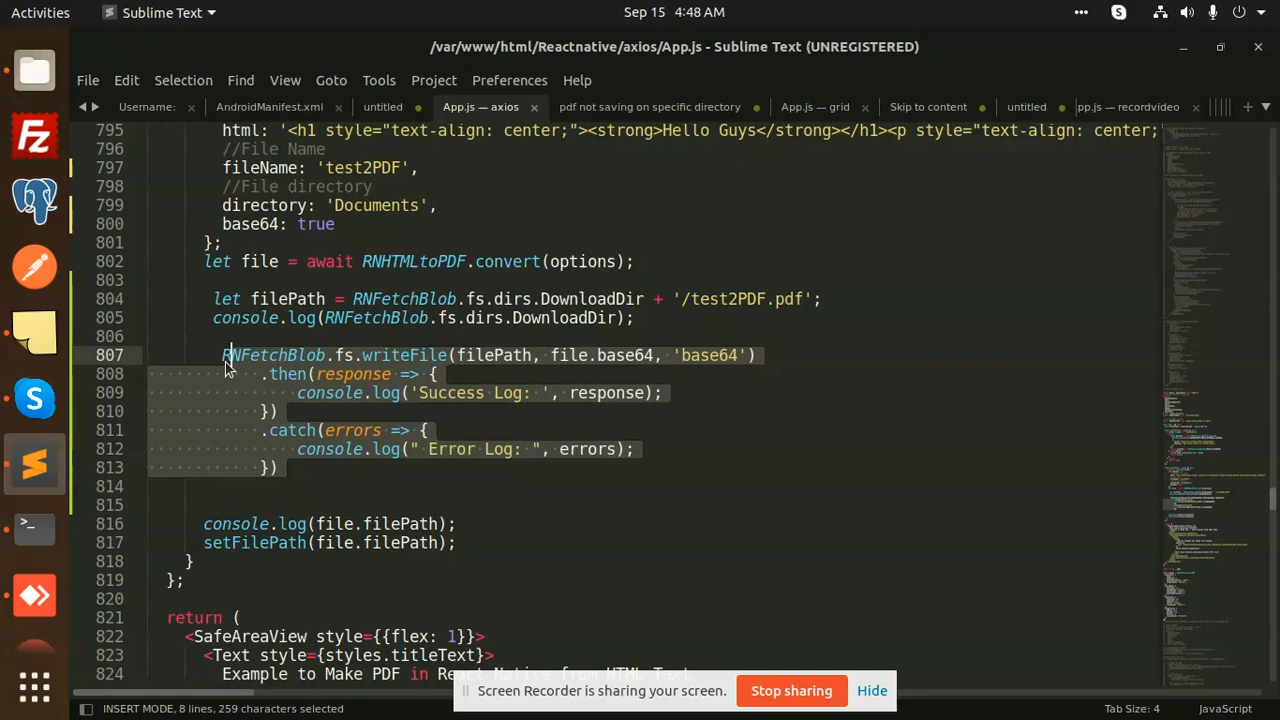 Activities
Sublime Text
Sep 15 4:48 AM
/var/www/html/Reactnative/axios/App.js - Sublime Text (UNREGISTERED)
File Edit Selection Find View Goto Tools Project Preferences Help
Username: AndroidManifest.xml untitled App.js — axios pdf not saving on specific directory App.js — grid Skip to content untitled pp.js — recordvideo
795 html: '<h1 style="text-align: center;"><strong>Hello Guys</strong></h1><p style="text-align: center;
796 //File Name
797 fileName: 'test2PDF',
798 //File directory
799 directory: 'Documents',
800 base64: true
801 };
802 let file = await RNHTMLtoPDF.convert(options);
803
804 let filePath = RNFetchBlob.fs.dirs.DownloadDir + '/test2PDF.pdf';
805 console.log(RNFetchBlob.fs.dirs.DownloadDir);
806
807 RNFetchBlob.fs.writeFile(filePath, file.base64, 'base64')
808 .then(response => {
809 console.log('Success Log: ', response);
810 })
811 .catch(errors => {
812 console.log(" Error Log: ", errors);
813 })
814
815
816 console.log(file.filePath);
817 setFilePath(file.filePath);
818 }
819 };
820
821 return (
822 <SafeAreaView style={{flex: 1}}>
823 <Text style={styles.titleText}>
824 Example to Make PDF in React Native from HTML Text
Screen Recorder is sharing your screen. Stop sharing Hide
INSERT MODE, 8 lines, 259 characters selected Tab Size: 4 JavaScript